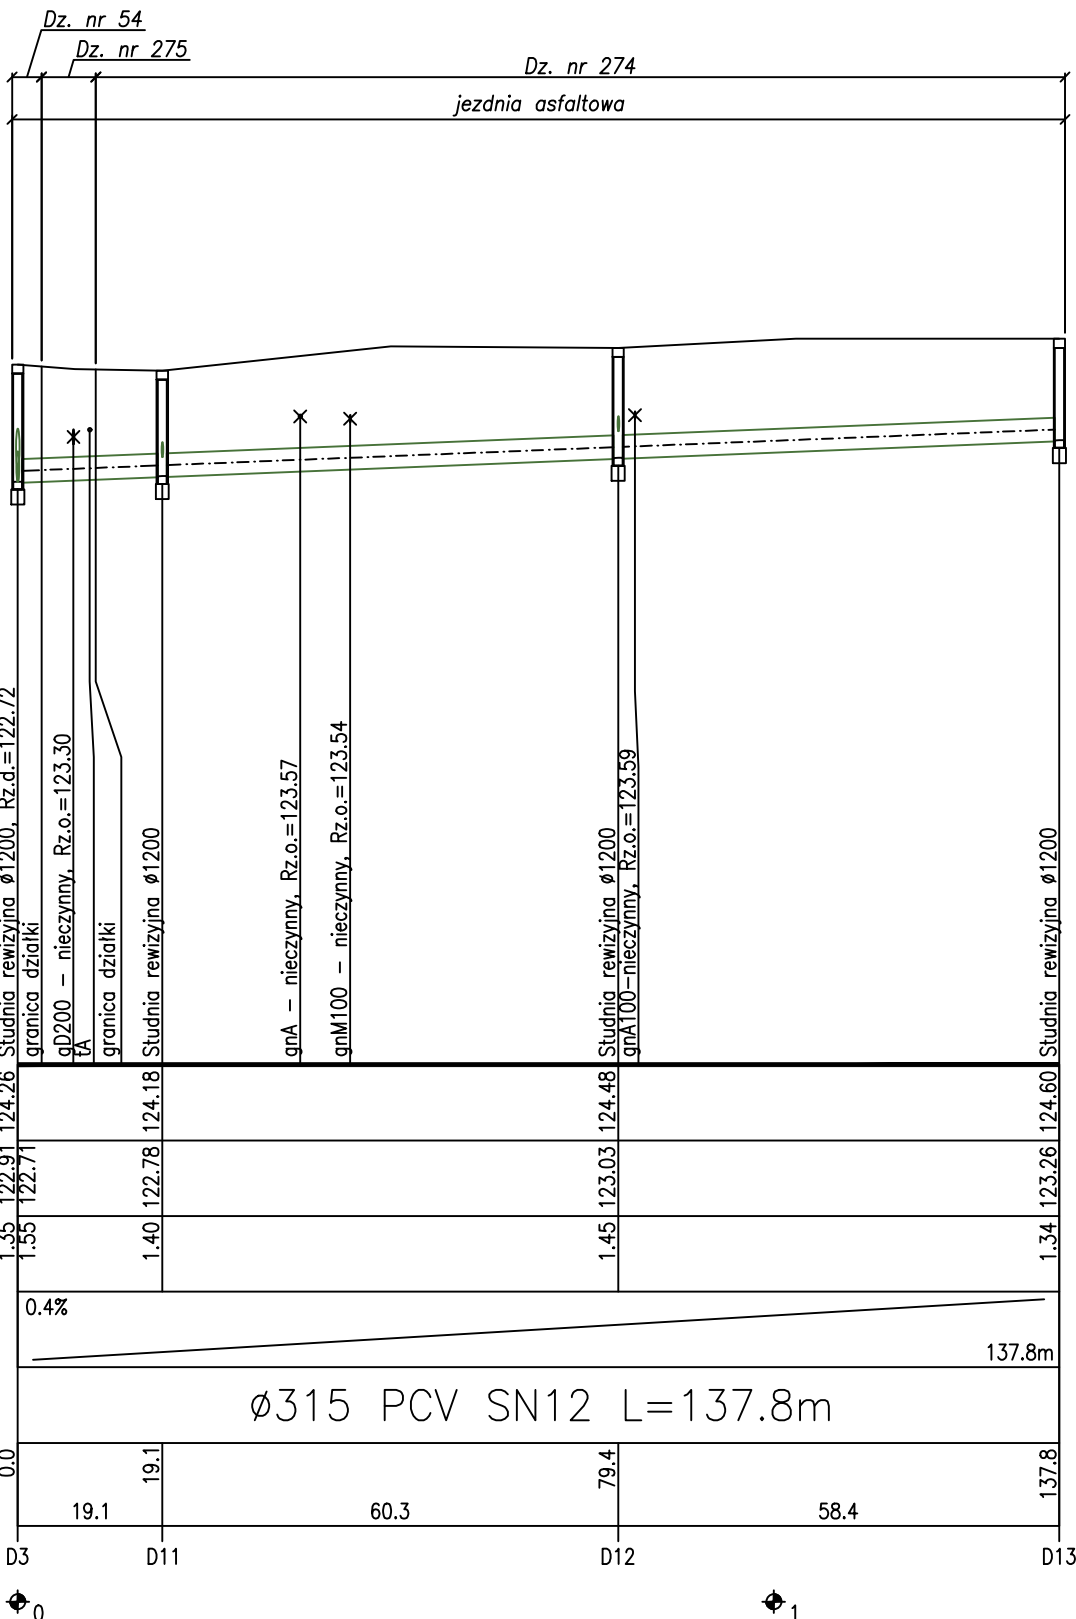 Dz. nr 54
Dz. nr 275
Dz. nr 274
jezdnia asfaltowa
Studnia rewizyjna ø1200, Rz.d.=122.72
granica działki
gD200 - nieczynny, Rz.o.=123.30
tA
granica działki
Studnia rewizyjna ø1200
gnA - nieczynny, Rz.o.=123.57
gnM100 - nieczynny, Rz.o.=123.54
Studnia rewizyjna ø1200
gnA100-nieczynny, Rz.o.=123.59
Studnia rewizyjna ø1200
124.26 124.18 124.48 124.60
122.91 122.71 122.78 123.03 123.26
1.35 1.55 1.40 1.45 1.34
0.4%
137.8m
ø315 PCV SN12 L=137.8m
0.0 19.1 79.4 137.8
19.1 60.3 58.4
D3 D11 D12 D13
0 1